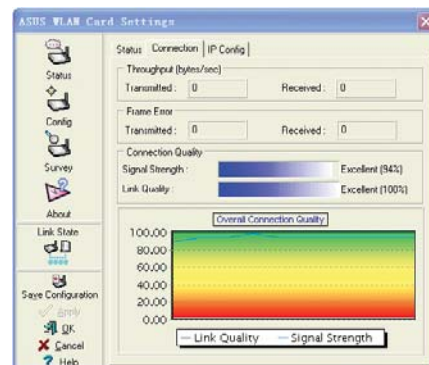 ASUS WLAN Card Settings
Status
Config
Survey
About
Link State
Save Configuration
Apply
OK
Cancel
Help
Status Connection IP Config
Throughput (bytes/sec)
Transmitted : 0 Received : 0
Frame Error
Transmitted : 0 Received : 0
Connection Quality
Signal Strength : Excellent (94%)
Link Quality : Excellent (100%)
Overall Connection Quality
100.00
80.00
60.00
40.00
20.00
0.00
Link Quality Signal Strength